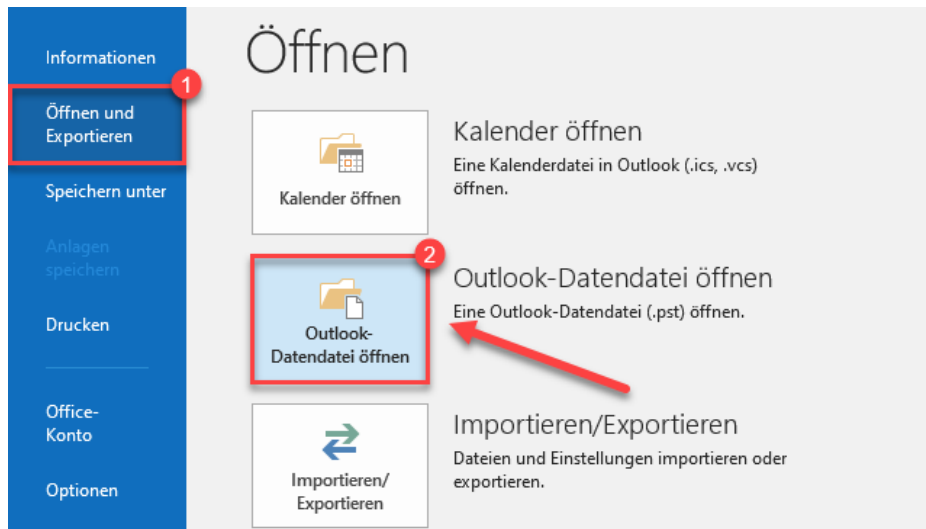 Informationen
1
Öffnen und
Exportieren
Speichern unter
Anlagen
speichern
Drucken
Office-
Konto
Optionen
Öffnen
Kalender öffnen
Kalender öffnen
Eine Kalenderdatei in Outlook (.ics, .vcs)
öffnen.
2
Outlook-
Datendatei öffnen
Outlook-Datendatei öffnen
Eine Outlook-Datendatei (.pst) öffnen.
Importieren/
Exportieren
Importieren/Exportieren
Dateien und Einstellungen importieren oder
exportieren.